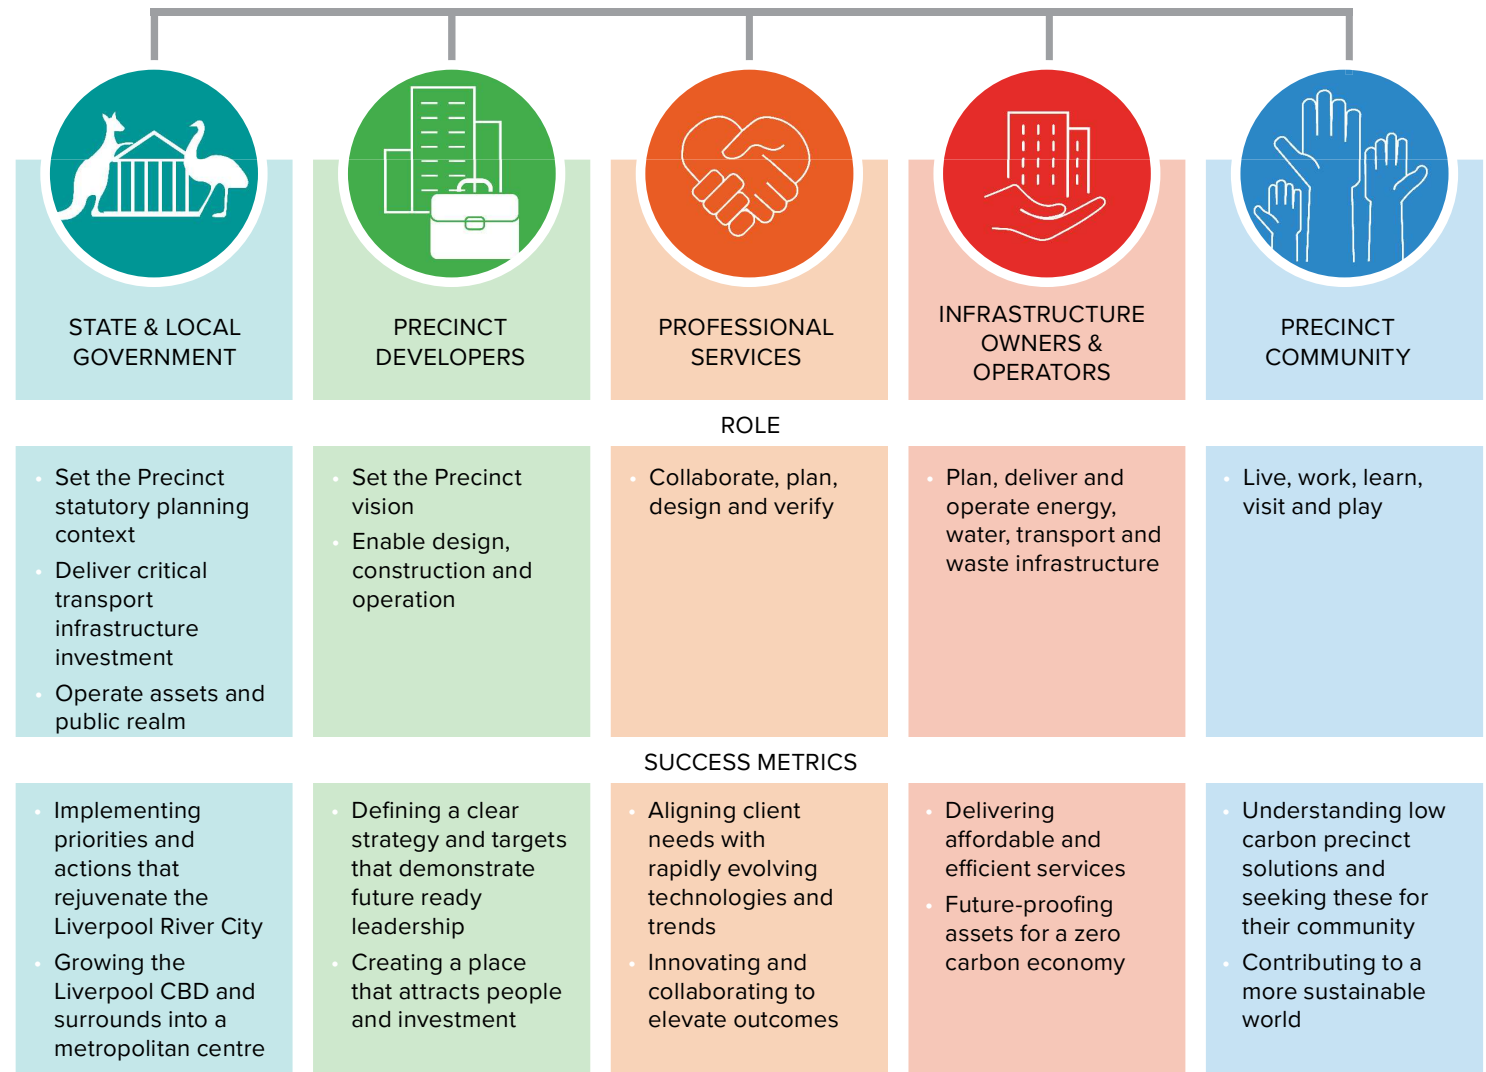 STATE & LOCAL
GOVERNMENT
PRECINCT
DEVELOPERS
PROFESSIONAL
SERVICES
INFRASTRUCTURE
OWNERS &
OPERATORS
PRECINCT
COMMUNITY
ROLE
• Set the Precinct
statutory planning
context
• Deliver critical
transport
infrastructure
investment
• Operate assets and
public realm
• Set the Precinct
vision
• Enable design,
construction and
operation
• Collaborate, plan,
design and verify
• Plan, deliver and
operate energy,
water, transport and
waste infrastructure
• Live, work, learn,
visit and play
SUCCESS METRICS
• Implementing
priorities and
actions that
rejuvenate the
Liverpool River City
• Growing the
Liverpool CBD and
surrounds into a
metropolitan centre
• Defining a clear
strategy and targets
that demonstrate
future ready
leadership
• Creating a place
that attracts people
and investment
• Aligning client
needs with
rapidly evolving
technologies and
trends
• Innovating and
collaborating to
elevate outcomes
• Delivering
affordable and
efficient services
• Future-proofing
assets for a zero
carbon economy
• Understanding low
carbon precinct
solutions and
seeking these for
their community
• Contributing to a
more sustainable
world